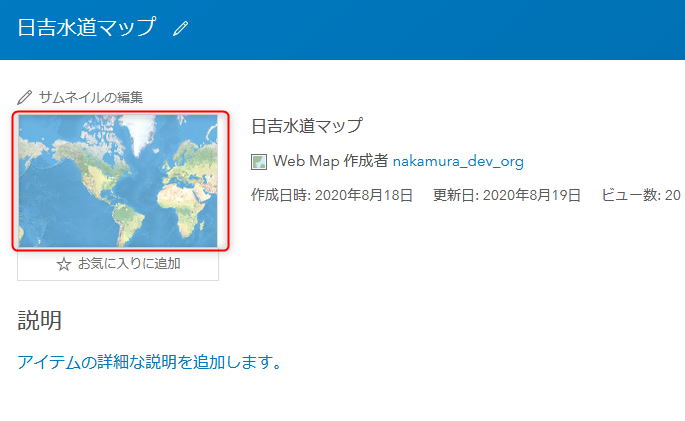 日吉水道マップ
サムネイルの編集
日吉水道マップ
Web Map 作成者 nakamura_dev_org
作成日時: 2020年8月18日 更新日: 2020年8月19日 ビュー数: 20
お気に入りに追加
説明
アイテムの詳細な説明を追加します。